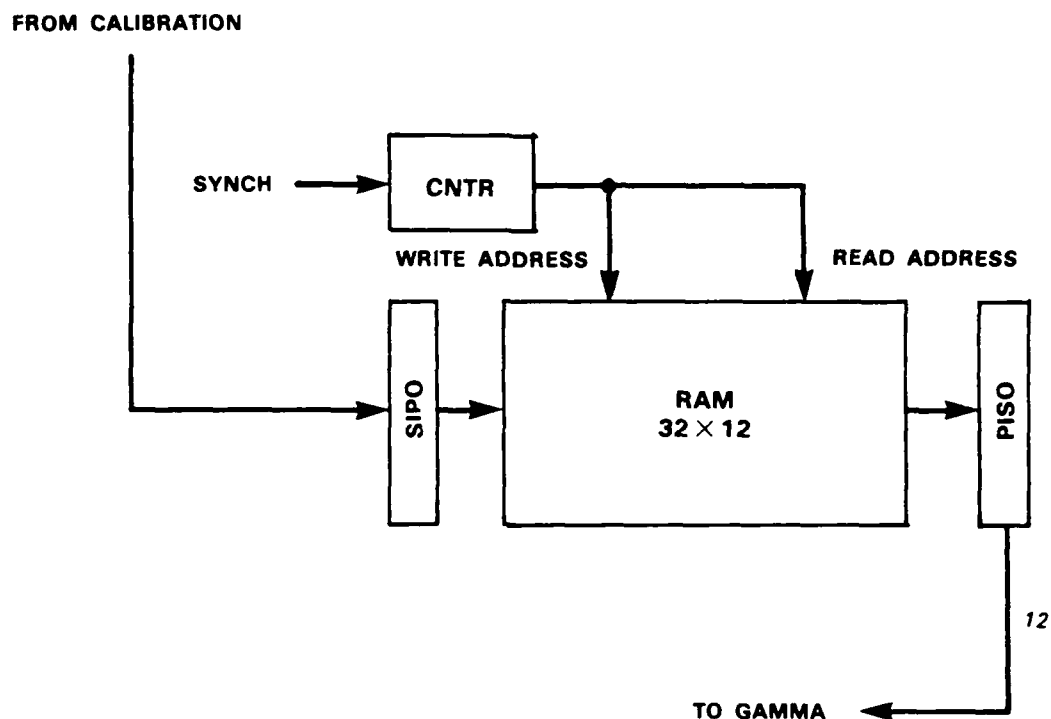 FROM CALIBRATION
SYNCH
CNTR
WRITE ADDRESS
READ ADDRESS
SIPO
RAM
32 × 12
PISO
12
TO GAMMA